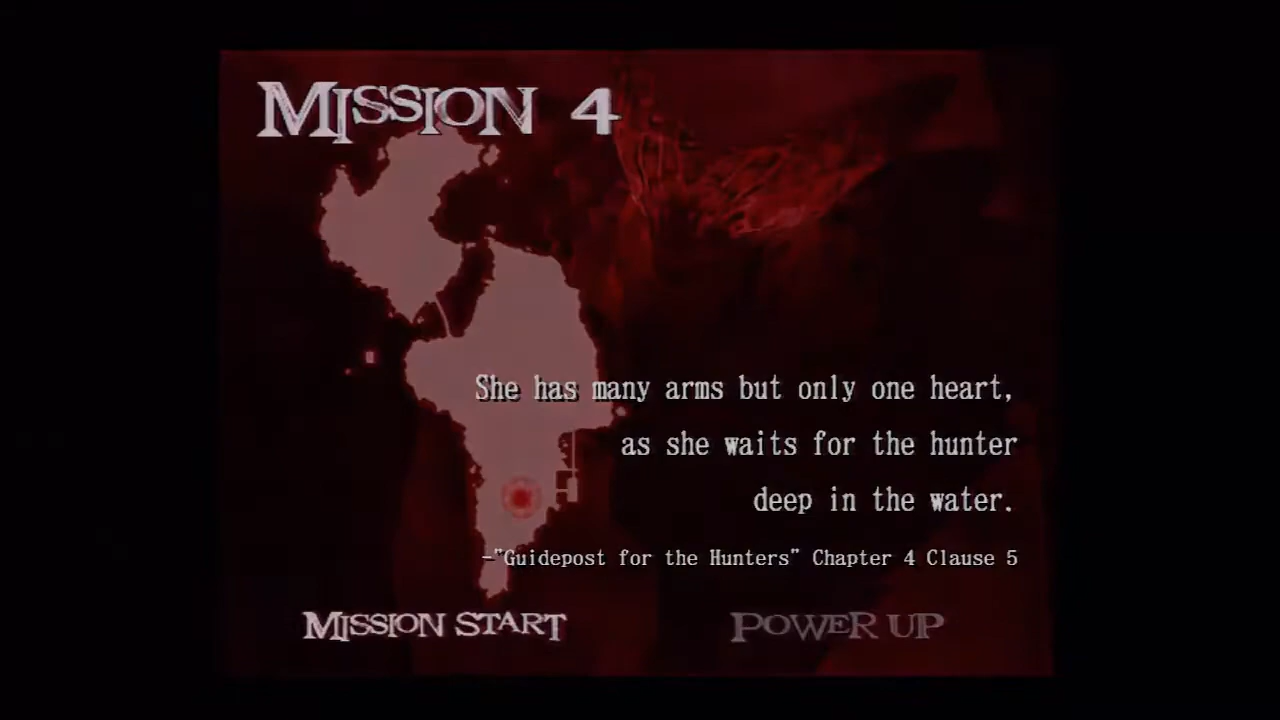 MISSION 4
She has many arms but only one heart,
as she waits for the hunter
deep in the water.
-"Guidepost for the Hunters" Chapter 4 Clause 5
MISSION START
POWER UP